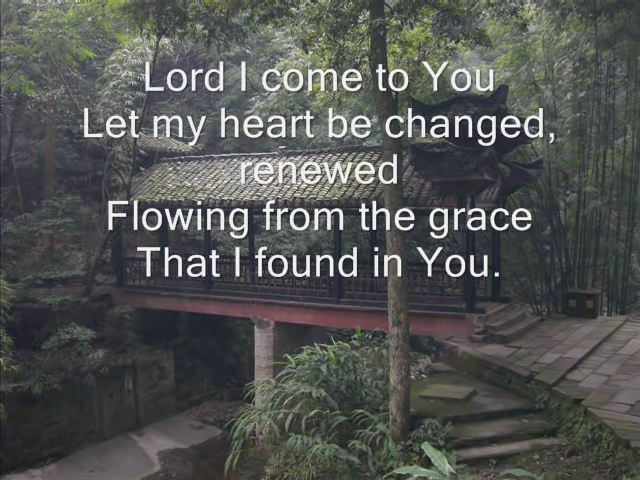 Lord I come to You
Let my heart be changed,
renewed
Flowing from the grace
That I found in You.